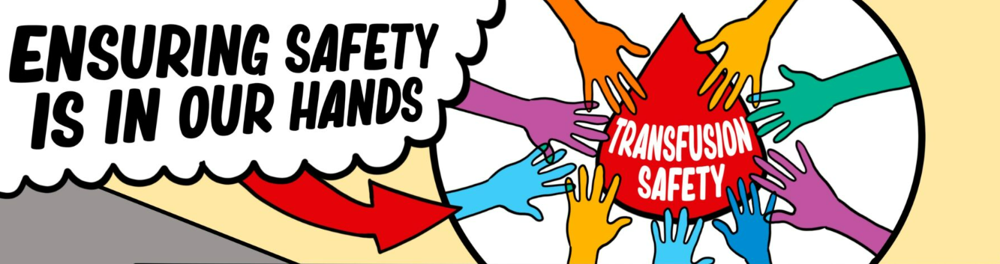 ENSURING SAFETY
IS IN OUR HANDS
TRANSFUSION
SAFETY